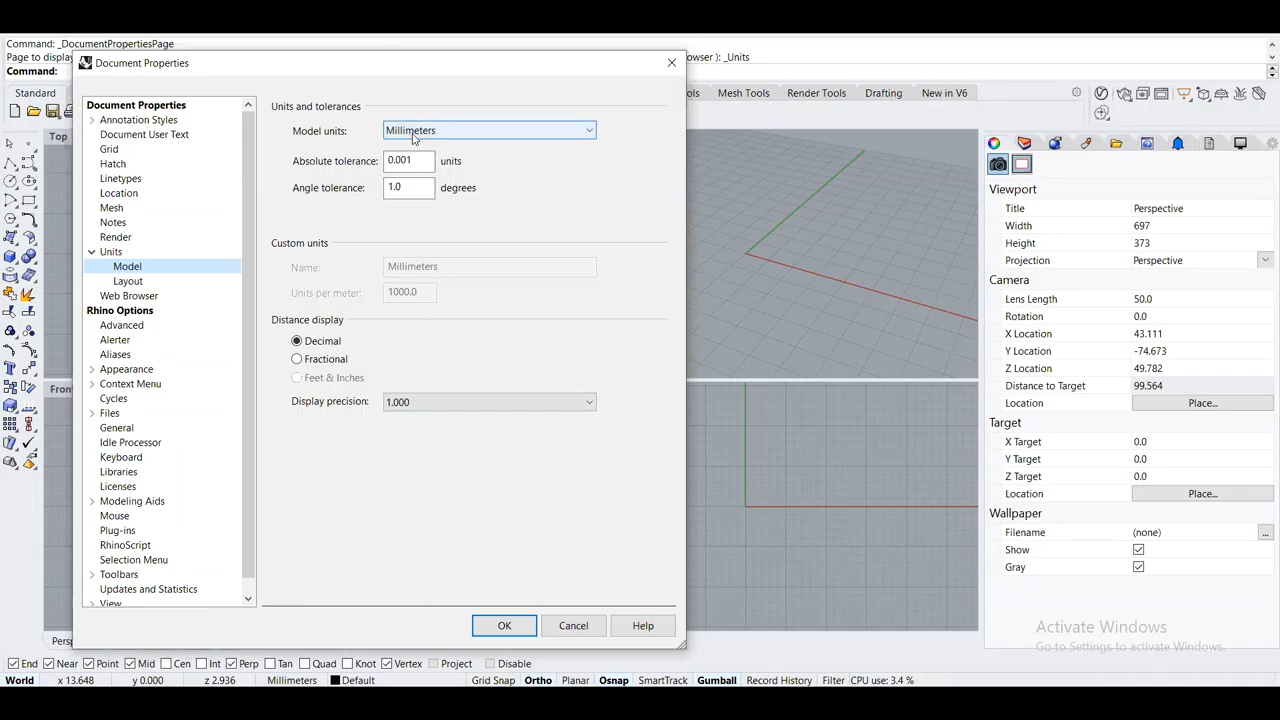 Command: _DocumentPropertiesPage
Page to display
owser ): _Units
Command:
Document Properties
Standard
ols
Mesh Tools
Render Tools
Drafting
New in V6
Top
Document Properties
Annotation Styles
Document User Text
Grid
Hatch
Linetypes
Location
Mesh
Notes
Render
Units
Model
Layout
Web Browser
Rhino Options
Advanced
Alerter
Aliases
Appearance
Context Menu
Cycles
Files
General
Idle Processor
Keyboard
Libraries
Licenses
Modeling Aids
Mouse
Plug-ins
RhinoScript
Selection Menu
Toolbars
Updates and Statistics
View
Units and tolerances
Model units: Millimeters
Absolute tolerance: 0.001 units
Angle tolerance: 1.0 degrees
Custom units
Name: Millimeters
Units per meter: 1000.0
Distance display
Decimal
Fractional
Feet & Inches
Display precision: 1.000
OK Cancel Help
Fron
Persp
Viewport
Title Perspective
Width 697
Height 373
Projection Perspective
Camera
Lens Length 50.0
Rotation 0.0
X Location 43.111
Y Location -74.673
Z Location 49.782
Distance to Target 99.564
Location Place...
Target
X Target 0.0
Y Target 0.0
Z Target 0.0
Location Place...
Wallpaper
Filename (none) ...
Show
Gray
Activate Windows
Go to Settings to activate Windows.
End Near Point Mid Cen Int Perp Tan Quad Knot Vertex Project Disable
World x 13.648 y 0.000 z 2.936 Millimeters Default Grid Snap Ortho Planar Osnap SmartTrack Gumball Record History Filter CPU use: 3.4 %